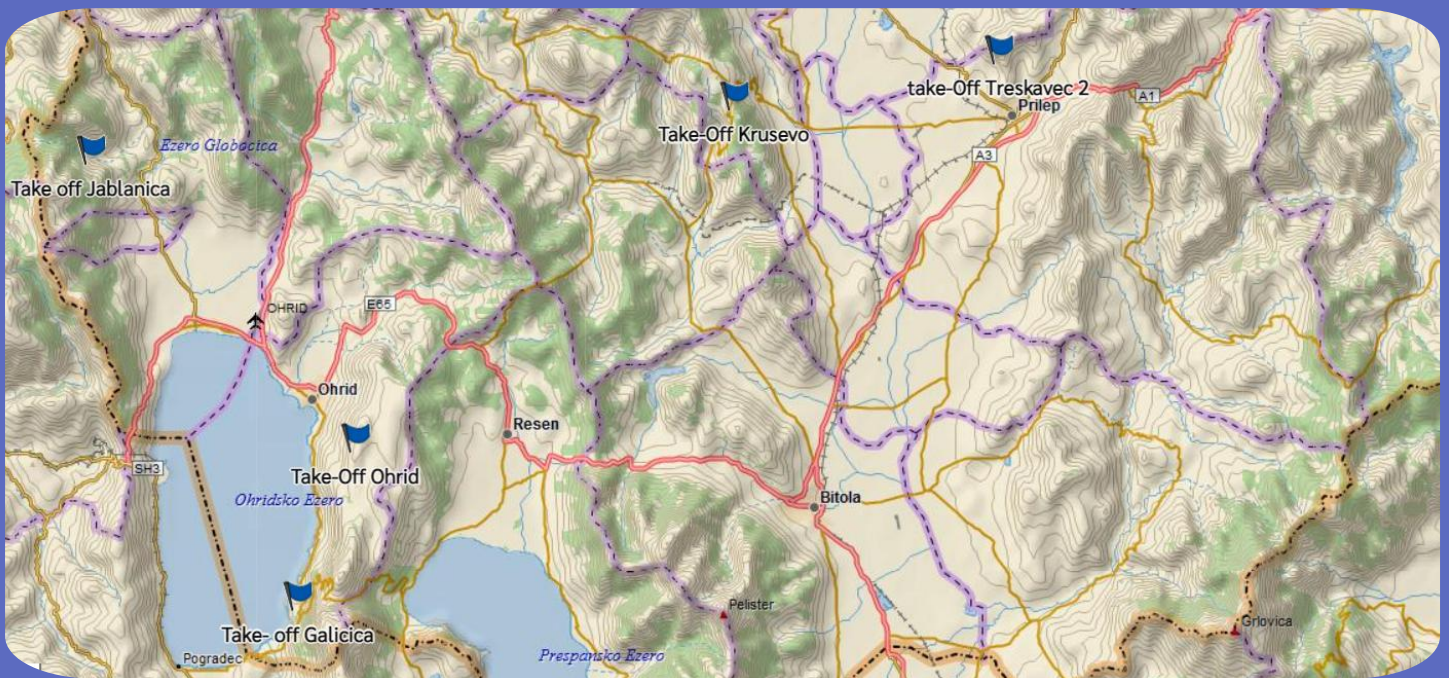 take-Off Treskavec 2
A1
Prilep
Take-Off Krusevo
Ezero Globocica
A3
Take off Jablanica
OHRID
E65
Ohrid
Resen
Take-Off Ohrid
SH3
Ohridsko Ezero
Bitola
Pelister
Grlovica
Take- off Galicica
Pogradec
Prespansko Ezero